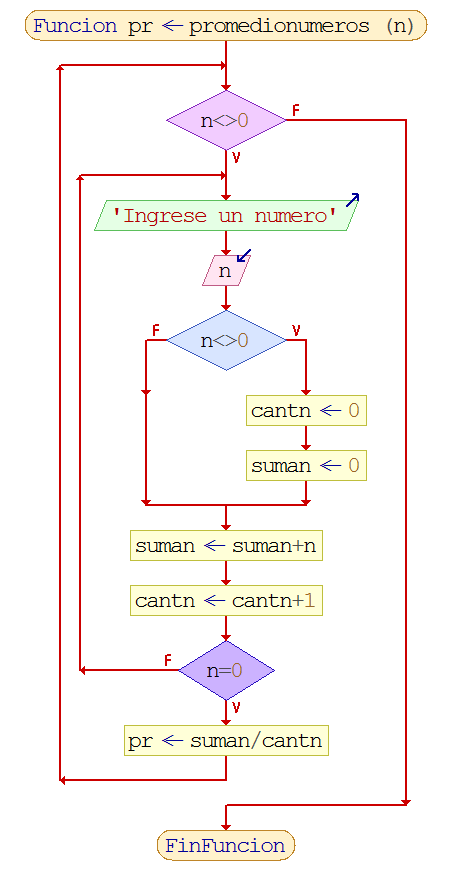 Funcion pr ← promedionumeros (n)
n<>0
F
V
'Ingrese un numero'
n
n<>0
F
V
cantn ← 0
suman ← 0
suman ← suman+n
cantn ← cantn+1
n=0
F
V
pr ← suman/cantn
FinFuncion